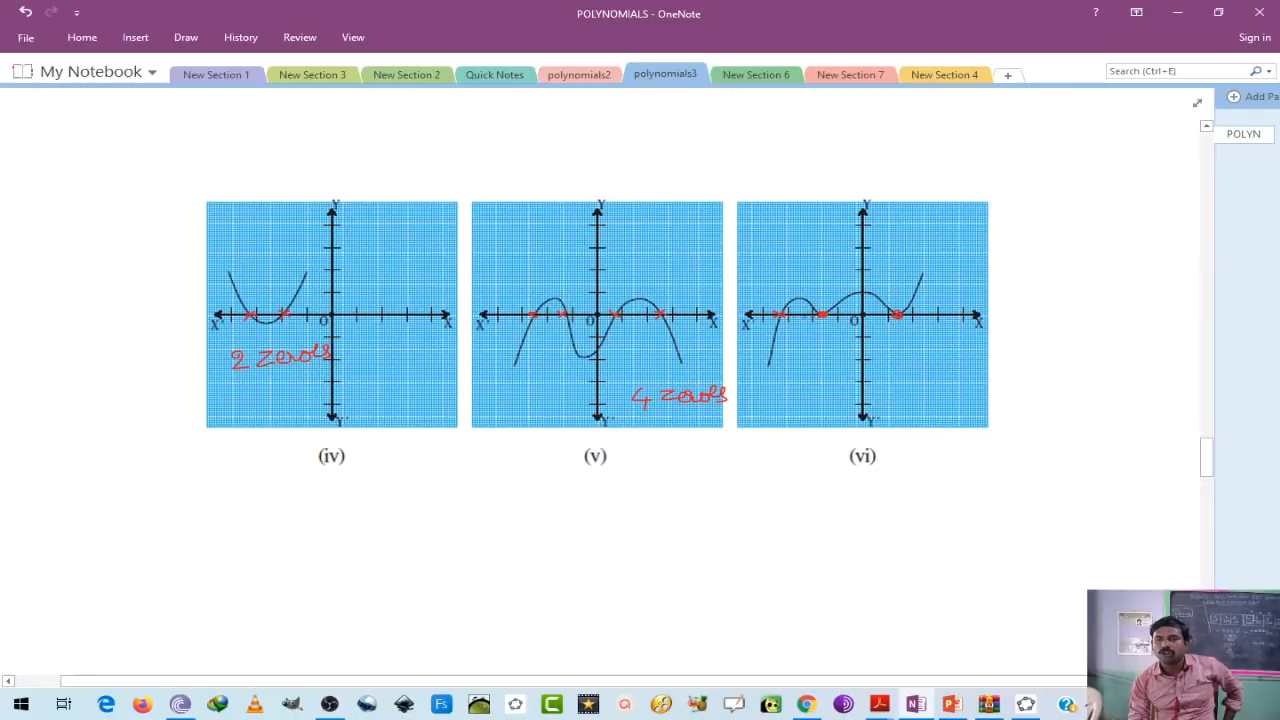 POLYNOMIALS - OneNote
File Home Insert Draw History Review View
Sign in
My Notebook
New Section 1 New Section 3 New Section 2 Quick Notes polynomials2 polynomials3 New Section 6 New Section 7 New Section 4
Search (Ctrl+E)
Add Pa
POLYN
Y Y Y
X' O X X' O X X' O X
2 zerols
4 zerols
Y' Y' Y'
(iv) (v) (vi)